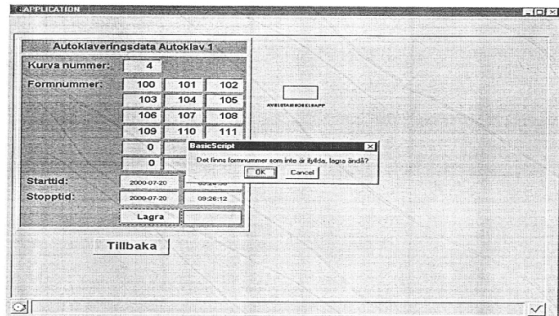 APPLICATION
Autoklaveringsdata Autoklav 1
Kurva nummer: 4
Formnummer: 100 101 102
103 104 105
106 107 108
109 110 111
0
0
BasicScript
Det finns formnummer som inte är ifyllda, lagra ändå?
OK Cancel
Starttid: 2000-07-20
Stopptid: 2000-07-20 09:26:12
Lagra
Tillbaka